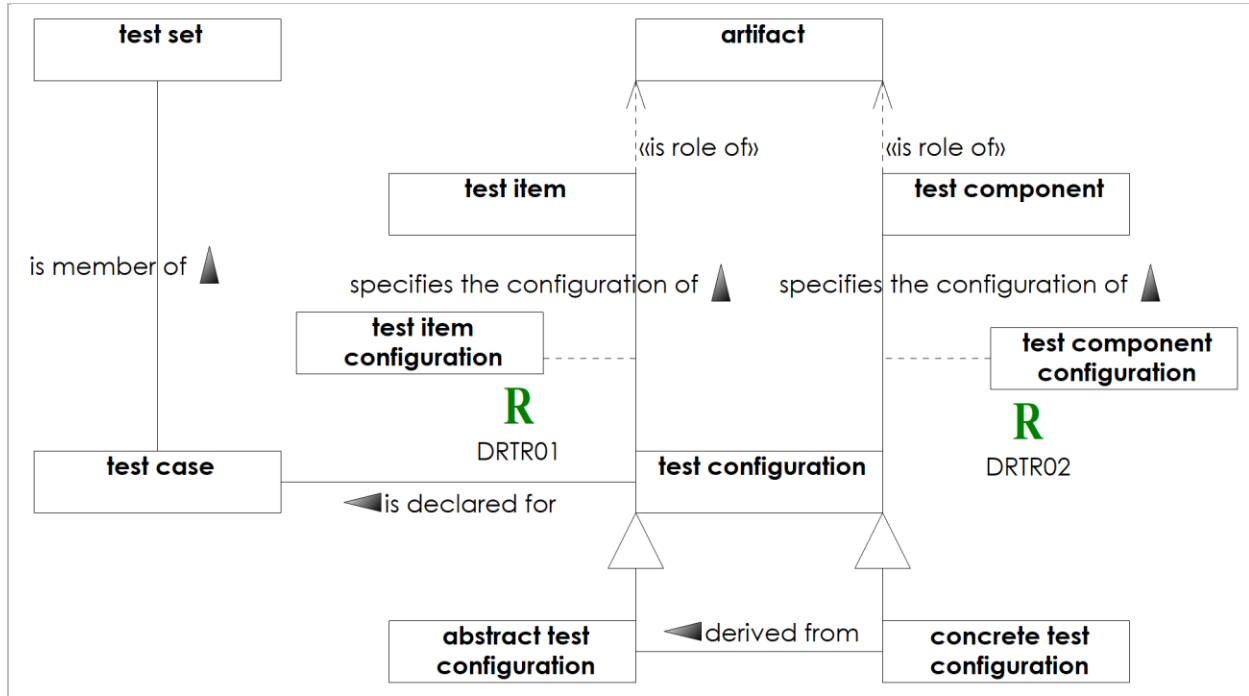 test set
artifact
«is role of»
«is role of»
test item
test component
is member of
specifies the configuration of
specifies the configuration of
test item
configuration
test component
configuration
R
DRTR01
R
DRTR02
test case
test configuration
is declared for
abstract test
configuration
derived from
concrete test
configuration